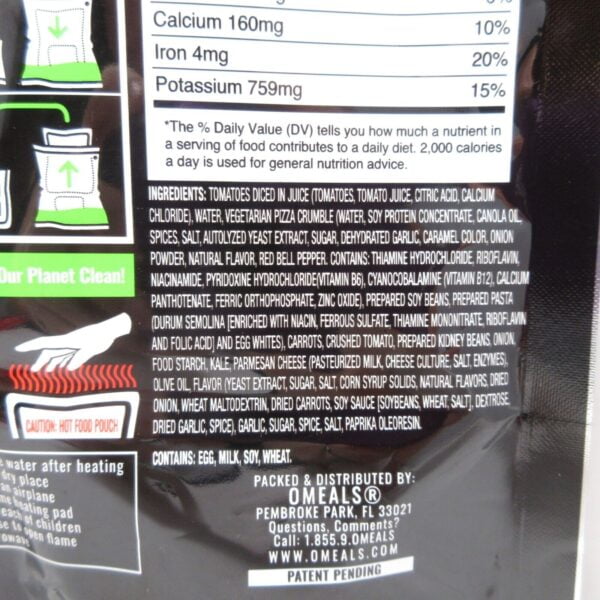 Calcium 160mg 10%
Iron 4mg 20%
Potassium 759mg 15%
*The % Daily Value (DV) tells you how much a nutrient in
a serving of food contributes to a daily diet. 2,000 calories
a day is used for general nutrition advice.
INGREDIENTS: TOMATOES DICED IN JUICE (TOMATOES, TOMATO JUICE, CITRIC ACID, CALCIUM
CHLORIDE), WATER, VEGETARIAN PIZZA CRUMBLE (WATER, SOY PROTEIN CONCENTRATE, CANOLA OIL,
SPICES, SALT, AUTOLYZED YEAST EXTRACT, SUGAR, DEHYDRATED GARLIC, CARAMEL COLOR, ONION
POWDER, NATURAL FLAVOR, RED BELL PEPPER. CONTAINS: THIAMINE HYDROCHLORIDE, RIBOFLAVIN,
NIACINAMIDE, PYRIDOXINE HYDROCHLORIDE(VITAMIN B6), CYANOCOBALAMINE (VITAMIN B12), CALCIUM
PANTHOTENATE, FERRIC ORTHOPHOSPHATE, ZINC OXIDE), PREPARED SOY BEANS, PREPARED PASTA
(DURUM SEMOLINA [ENRICHED WITH NIACIN, FERROUS SULFATE, THIAMINE MONONITRATE, RIBOFLAVIN
AND FOLIC ACID] AND EGG WHITES), CARROTS, CRUSHED TOMATO, PREPARED KIDNEY BEANS, ONION,
FOOD STARCH, KALE, PARMESAN CHEESE (PASTEURIZED MILK, CHEESE CULTURE, SALT, ENZYMES),
OLIVE OIL, FLAVOR (YEAST EXTRACT, SUGAR, SALT, CORN SYRUP SOLIDS, NATURAL FLAVORS, DRIED
ONION, WHEAT MALTODEXTRIN, DRIED CARROTS, SOY SAUCE [SOYBEANS, WHEAT, SALT], DEXTROSE,
DRIED GARLIC, SPICE), GARLIC, SUGAR, SPICE, SALT, PAPRIKA OLEORESIN.
CONTAINS: EGG, MILK, SOY, WHEAT.
PACKED & DISTRIBUTED BY:
OMEALS®
PEMBROKE PARK, FL 33021
Questions, Comments?
Call: 1.855.9.OMEALS
WWW.OMEALS.COM
PATENT PENDING
Our Planet Clean!
CAUTION: HOT FOOD POUCH
water after heating
dry place
an airplane
heating pad
of children
open flame